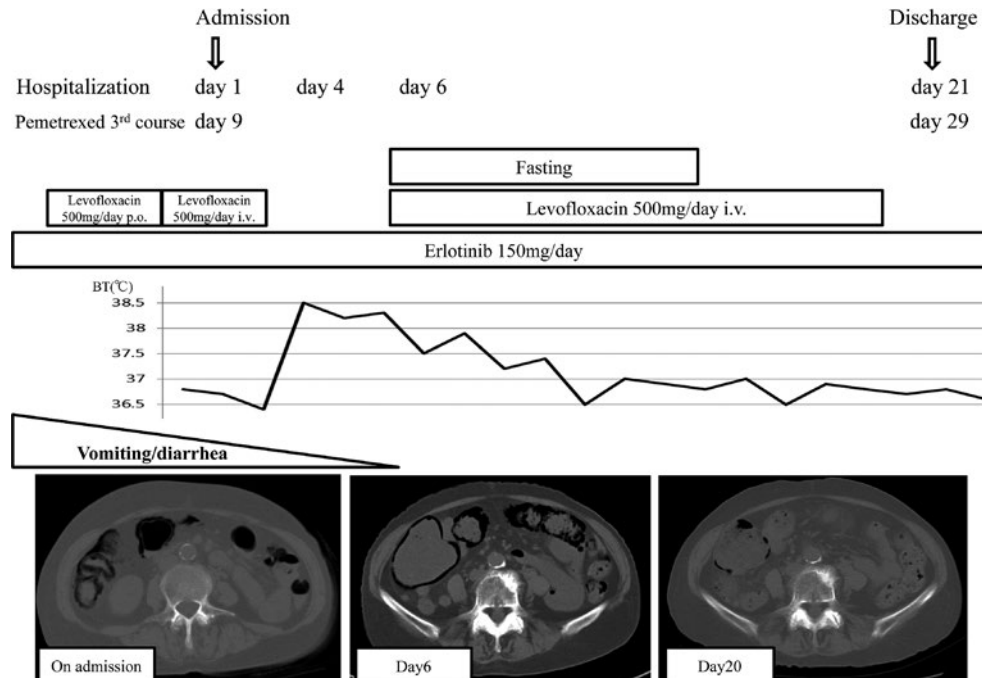 Admission
Discharge
Hospitalization day 1 day 4 day 6 day 21
Pemetrexed 3rd course day 9 day 29
Fasting
Levofloxacin
500mg/day p.o.
Levofloxacin
500mg/day i.v.
Levofloxacin 500mg/day i.v.
Erlotinib 150mg/day
BT(℃)
38.5
38
37.5
37
36.5
Vomiting/diarrhea
On admission
Day6
Day20